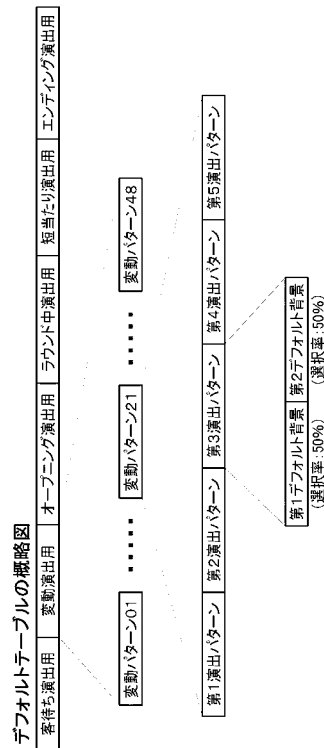 デフォルトテーブルの概略図
客待ち演出用 変動演出用 オープニング演出用 ラウンド中演出用 短当たり演出用 エンディング演出用
変動パターン01 ・・・・・ 変動パターン21 ・・・・・ 変動パターン48
第1演出パターン 第2演出パターン 第3演出パターン 第4演出パターン 第5演出パターン
第1デフォルト背景 第2デフォルト背景
(選択率:50%) (選択率:50%)